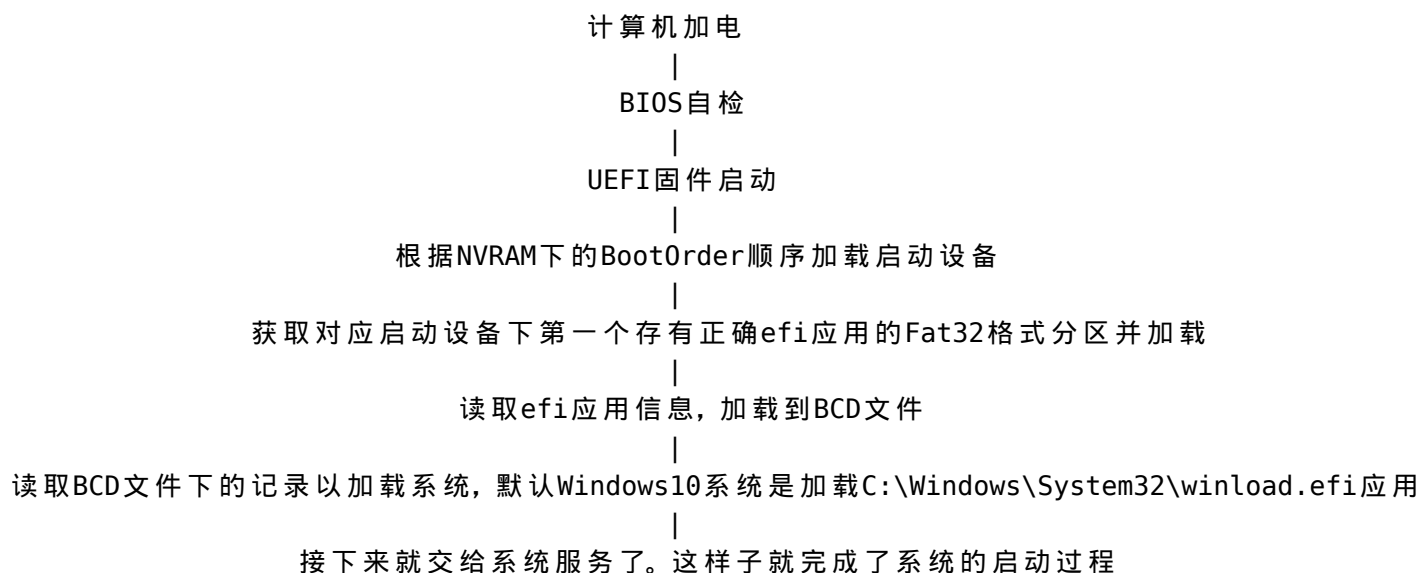 计算机加电
|
BIOS自检
|
UEFI固件启动
|
根据NVRAM下的BootOrder顺序加载启动设备
|
获取对应启动设备下第一个存有正确efi应用的Fat32格式分区并加载
|
读取efi应用信息，加载到BCD文件
|
读取BCD文件下的记录以加载系统，默认Windows10系统是加载C:\Windows\System32\winload.efi应用
|
接下来就交给系统服务了。这样子就完成了系统的启动过程